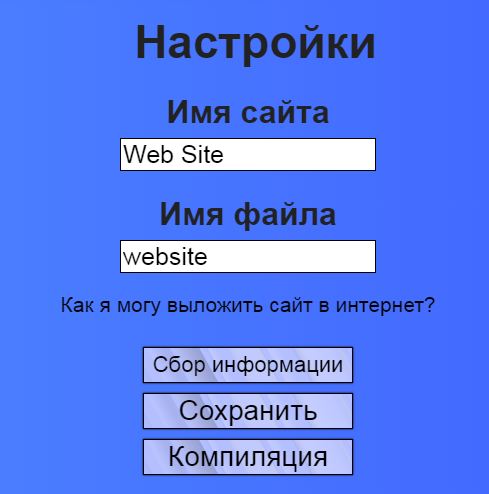 Настройки
Имя сайта
Web Site
Имя файла
website
Как я могу выложить сайт в интернет?
Сбор информации
Сохранить
Компиляция